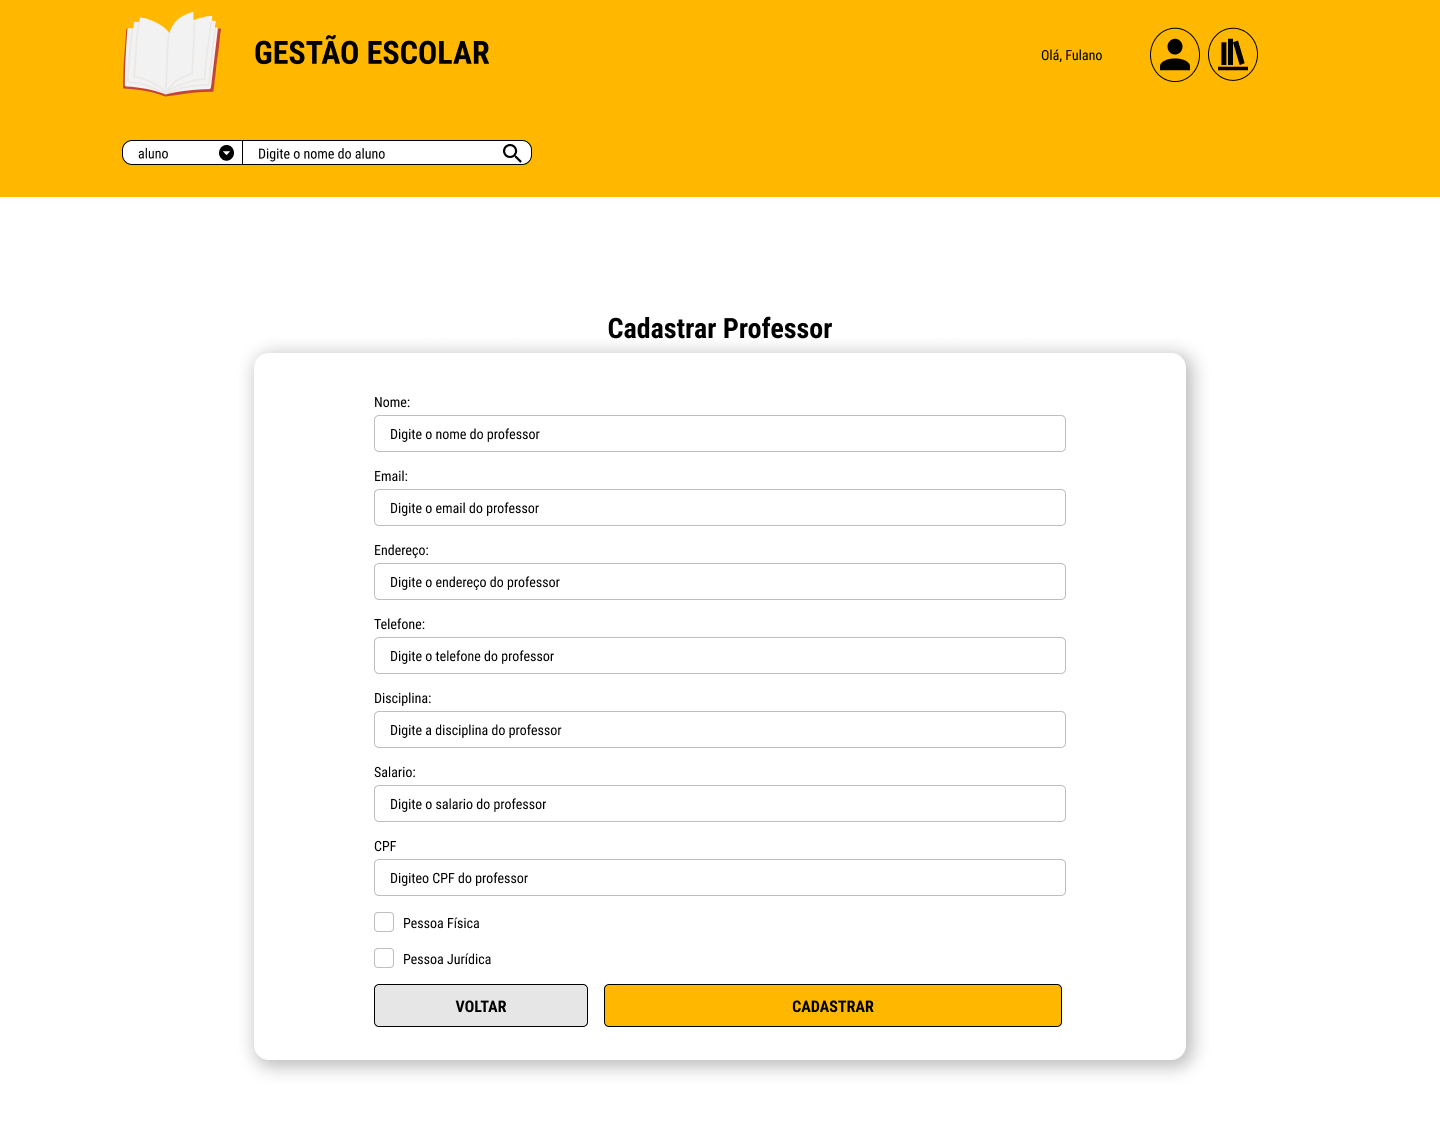 GESTÃO ESCOLAR
Olá, Fulano
aluno
Digite o nome do aluno
Cadastrar Professor
Nome:
Digite o nome do professor
Email:
Digite o email do professor
Endereço:
Digite o endereço do professor
Telefone:
Digite o telefone do professor
Disciplina:
Digite a disciplina do professor
Salario:
Digite o salario do professor
CPF
Digiteo CPF do professor
Pessoa Física
Pessoa Jurídica
VOLTAR
CADASTRAR